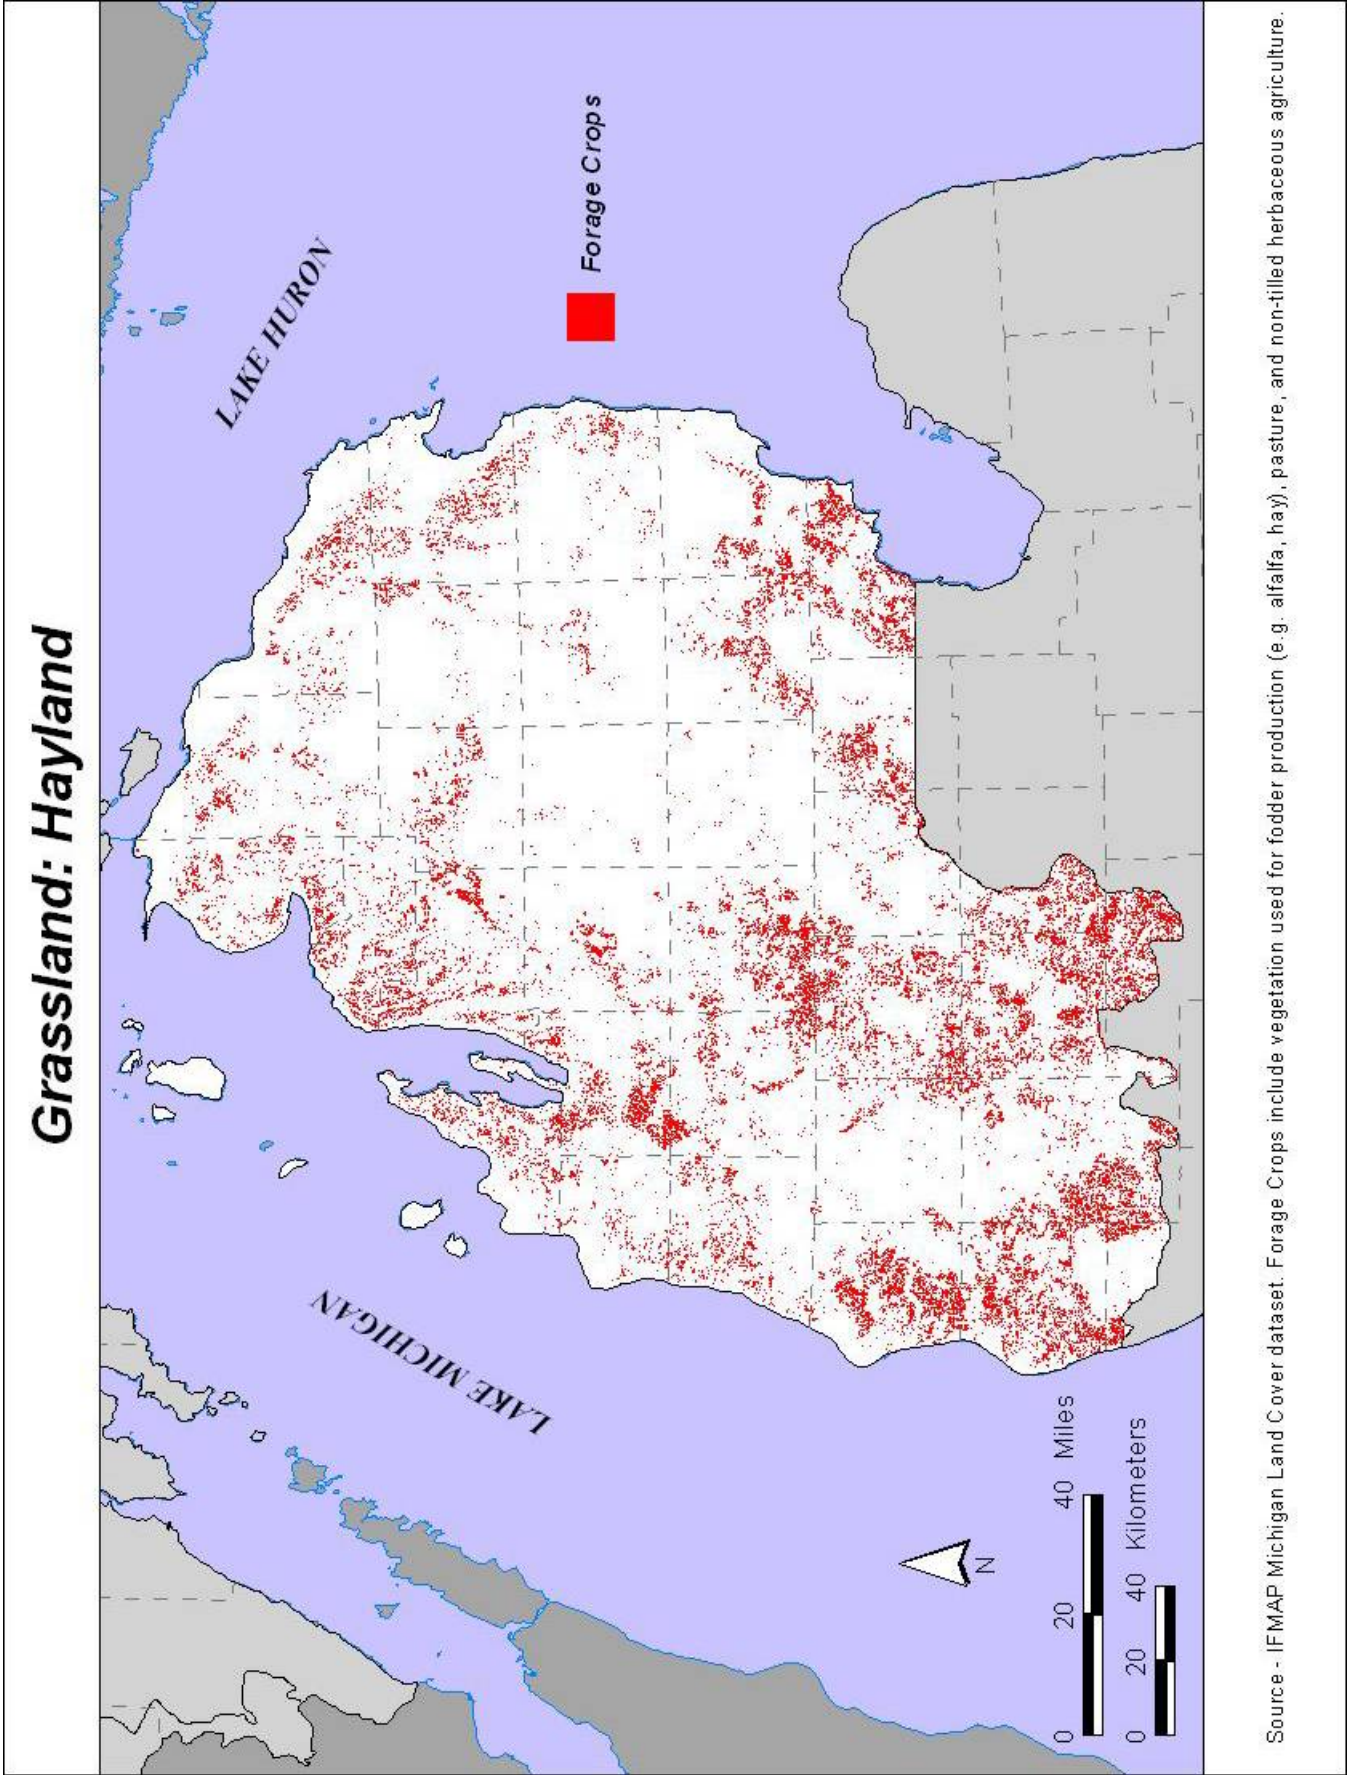 Grassland: Hayland
LAKE HURON
Forage Crops
LAKE MICHIGAN
N
0 20 40 Miles
0 20 40 Kilometers
Source - IFMAP Michigan Land Cover dataset. Forage Crops include vegetation used for fodder production (e.g. alfalfa, hay), pasture, and non-tilled herbaceous agriculture.